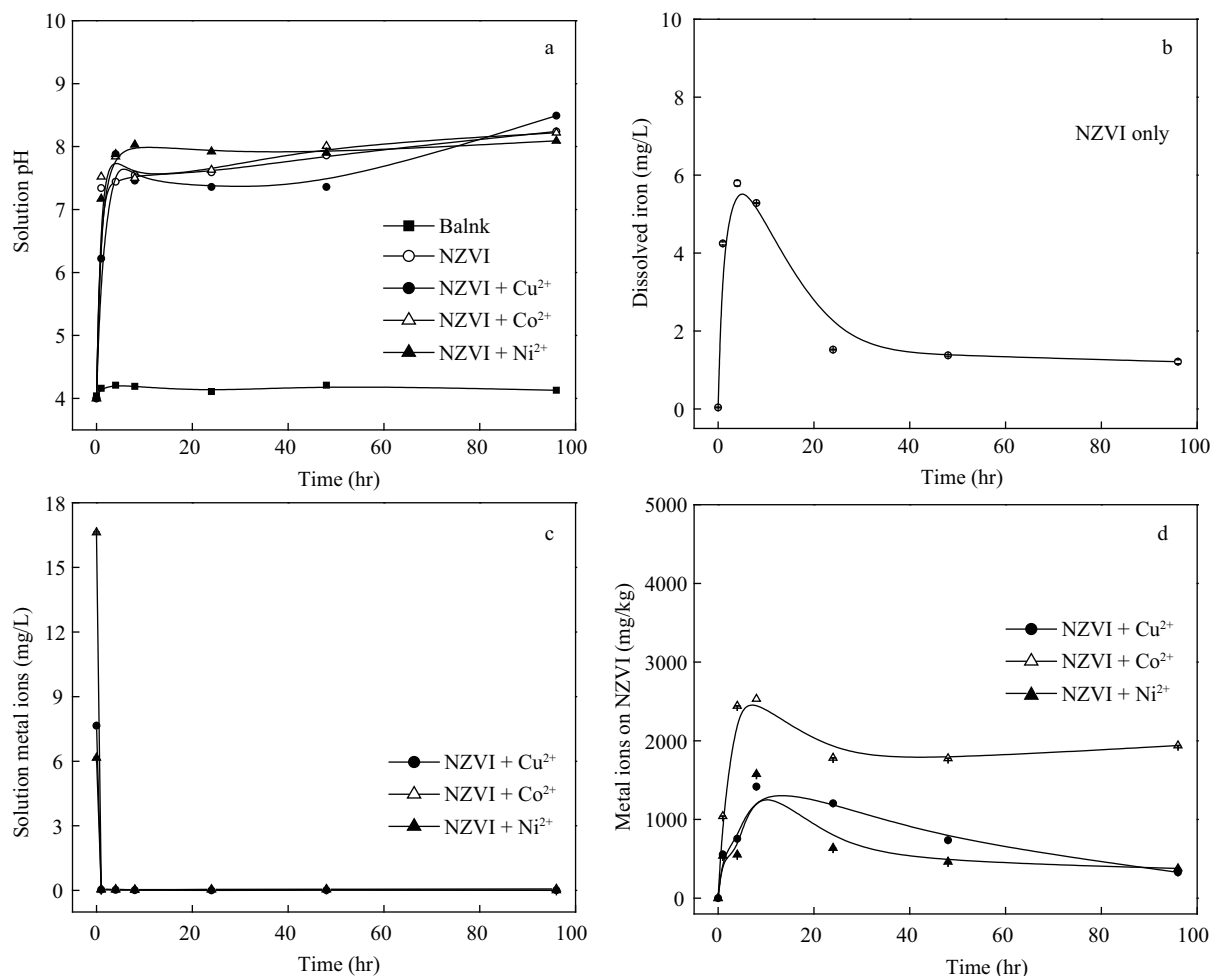 10
9
8
7
6
5
4
0
20
40
60
80
100
Solution pH
Time (hr)
a
Balnk
NZVI
NZVI + Cu²⁺
NZVI + Co²⁺
NZVI + Ni²⁺
10
8
6
4
2
0
0
20
40
60
80
100
Dissolved iron (mg/L)
Time (hr)
b
NZVI only
18
15
12
9
6
3
0
0
20
40
60
80
100
Solution metal ions (mg/L)
Time (hr)
c
NZVI + Cu²⁺
NZVI + Co²⁺
NZVI + Ni²⁺
5000
4000
3000
2000
1000
0
0
20
40
60
80
100
Metal ions on NZVI (mg/kg)
Time (hr)
d
NZVI + Cu²⁺
NZVI + Co²⁺
NZVI + Ni²⁺